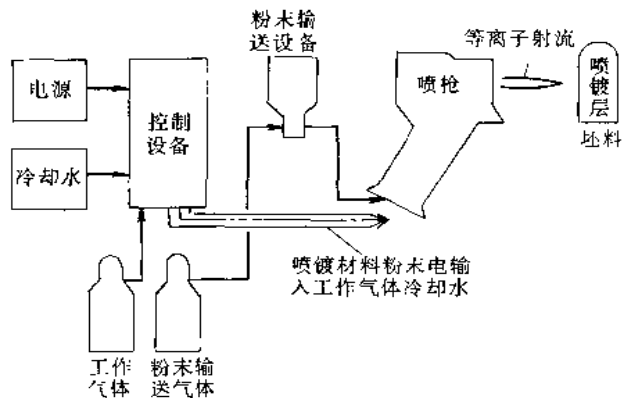 粉末输
送设备
等离子射流
电源
控制
设备
喷枪
喷镀层
坯料
冷却水
喷镀材料粉末电输
入工作气体冷却水
工作
气体
粉末输
送气体